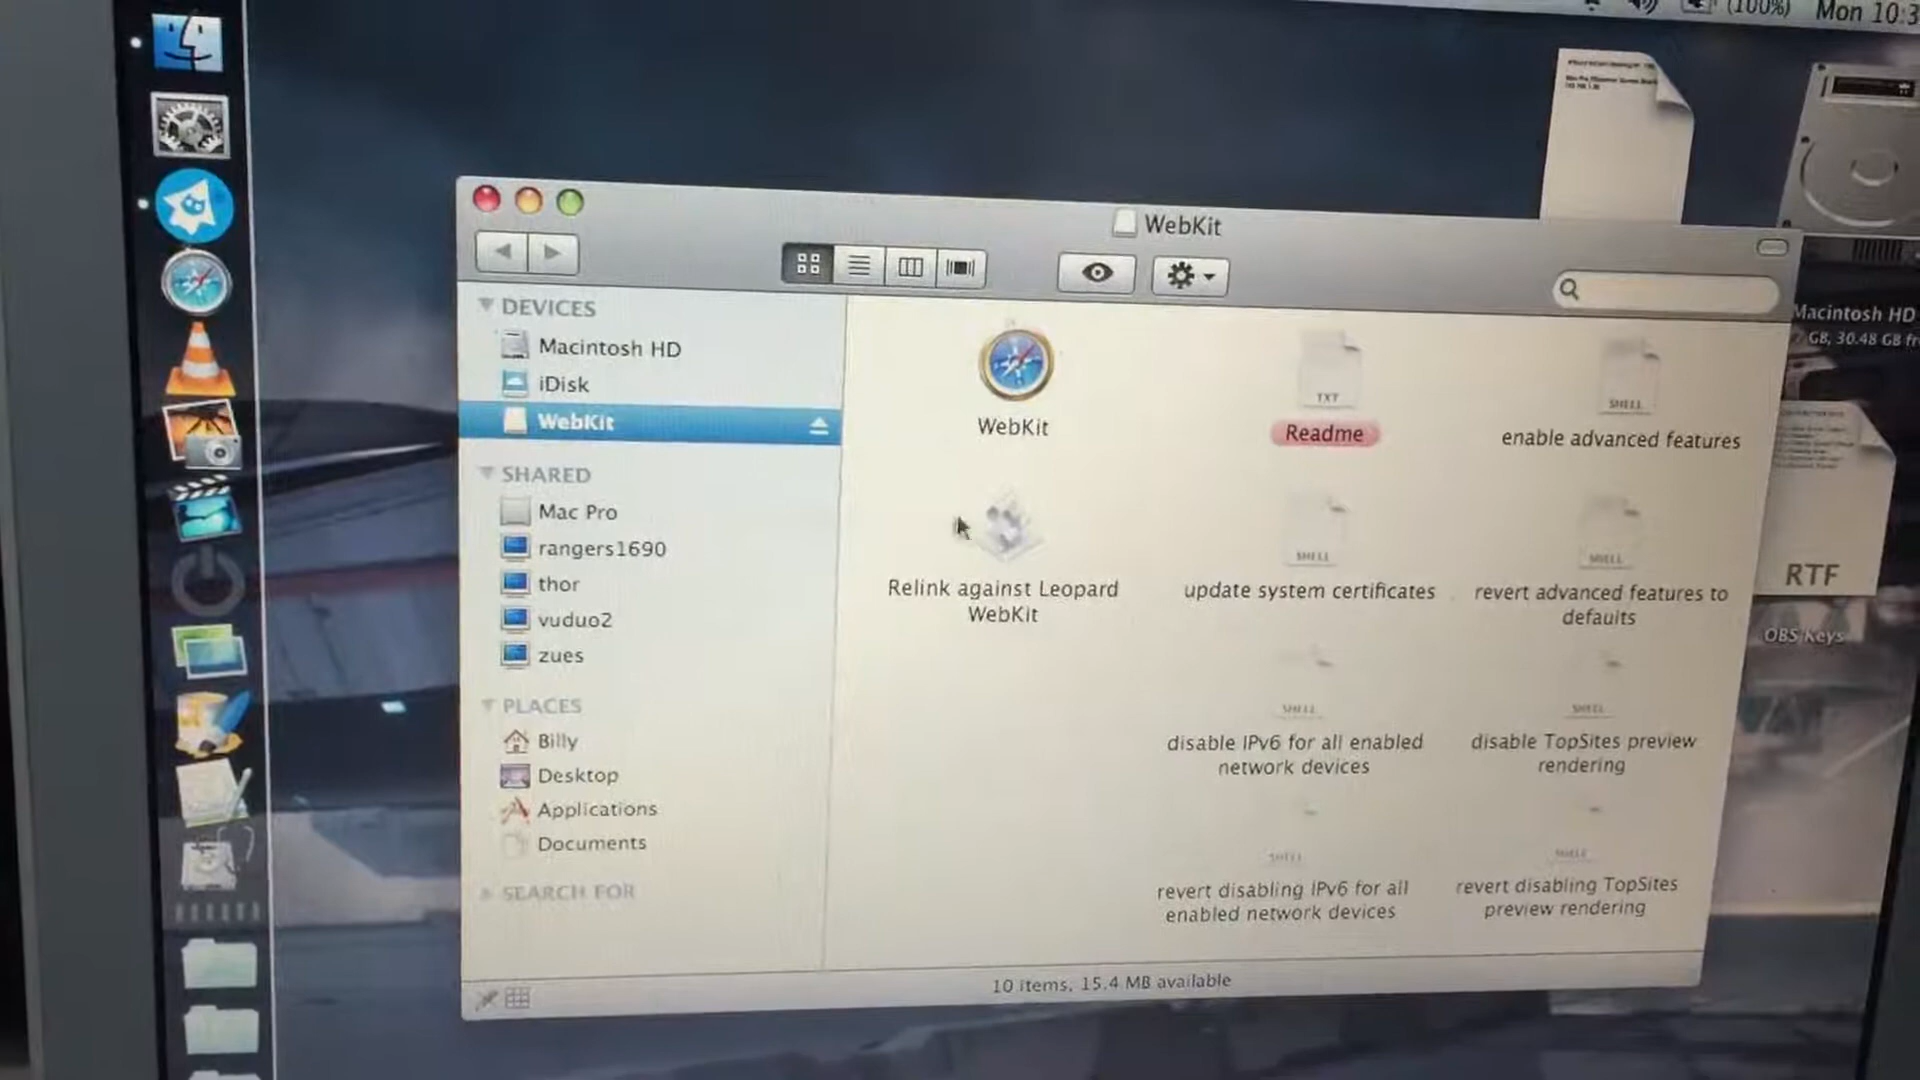 (100%) Mon 10:3
WebKit
DEVICES
Macintosh HD
iDisk
WebKit
SHARED
Mac Pro
rangers1690
thor
vuduo2
zues
PLACES
Billy
Desktop
Applications
Documents
SEARCH FOR
WebKit
TXT
Readme
SHELL
enable advanced features
Relink against Leopard
WebKit
SHELL
update system certificates
SHELL
revert advanced features to
defaults
SHELL
disable IPv6 for all enabled
network devices
SHELL
disable TopSites preview
rendering
SHELL
revert disabling IPv6 for all
enabled network devices
SHELL
revert disabling TopSites
preview rendering
10 items, 15.4 MB available
Macintosh HD
GB, 30.48 GB fr
RTF
OBS Keys